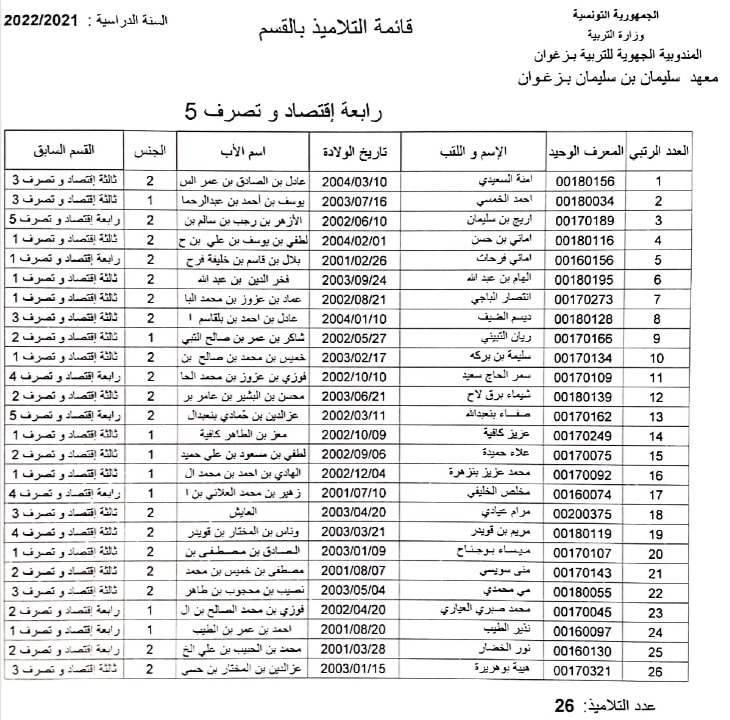 الجمهورية التونسية
وزارة التربية
المندوبية الجهوية للتربية بـزغوان
معهد سليمان بن سليمان بـزغـوان
قائمة التلاميذ بالقسم
السنة الدراسية : 2022/2021
رابعة إقتصاد و تصرف 5
العدد الرتبي المعرف الوحيد الإسم و اللقب تاريخ الولادة اسم الأب الجنس القسم السابق
1 00180156 امنة السعيدي 2004/03/10 عادل بن الصادق بن عمر الس 2 ثالثة إقتصاد و تصرف 3
2 00180034 احمد الخمسي 2003/07/16 يوسف بن أحمد بن عبدالرحما 1 ثالثة إقتصاد و تصرف 3
3 00170189 اريج بن سليمان 2002/06/10 الأزهر بن رجب بن سالم بن 2 رابعة إقتصاد و تصرف 5
4 00180116 اماني بن حسن 2004/02/01 لطفي بن يوسف بن علي بن ح 2 ثالثة إقتصاد و تصرف 1
5 00160156 اماني فرحات 2001/02/26 بلال بن قاسم بن خليفة فرح 2 رابعة إقتصاد و تصرف 1
6 00180195 الهام بن عبد الله 2003/09/24 فخر الدين بن عبد الله 2 ثالثة إقتصاد و تصرف 1
7 00170273 انتصار الباجي 2002/08/21 عماد بن عزوز بن محمد البا 2 ثالثة إقتصاد و تصرف 1
8 00180128 ديسم الضيف 2004/01/10 عادل بن احمد بن بلقاسم ا 2 ثالثة إقتصاد و تصرف 3
9 00170166 ريان التبيني 2002/05/27 شاكر بن عمر بن صالح التبي 1 ثالثة إقتصاد و تصرف 2
10 00170134 سليمة بن بركه 2003/02/17 خميس بن محمد بن صالح بن 2 ثالثة إقتصاد و تصرف 1
11 00170109 سمر الحاج سعيد 2002/10/10 فوزي بن عزوز بن محمد الحا 2 رابعة إقتصاد و تصرف 4
12 00180139 شيماء برق لاح 2003/06/21 محسن بن البشير بن عامر بر 2 ثالثة إقتصاد و تصرف 2
13 00170162 صفـاء بنعبدالله 2002/03/11 عزالدين بن حُمادي بنعبدال 2 رابعة إقتصاد و تصرف 5
14 00170249 عزيز كافية 2002/10/09 معز بن الطاهر كافية 1 ثالثة إقتصاد و تصرف 1
15 00170075 علاء حميدة 2002/09/06 لطفي بن مسعود بن علي حميد 1 ثالثة إقتصاد و تصرف 2
16 00170092 محمد عزيز بنزهرة 2002/12/04 الهادي بن احمد بن محمد ال 1 ثالثة إقتصاد و تصرف 1
17 00160074 مخلص الخليفي 2001/07/10 زهير بن محمد العلاني بن ا 1 رابعة إقتصاد و تصرف 4
18 00200375 مرام عيادي 2003/04/20 العايش 2 ثالثة إقتصاد و تصرف 3
19 00180119 مريم بن قويدر 2003/03/21 وناس بن المختار بن قويدر 2 ثالثة إقتصاد و تصرف 4
20 00170107 ميـساء بـوجنـاح 2003/01/09 الصـادق بن مصطفـى بن 2 ثالثة إقتصاد و تصرف 1
21 00170143 منى سويسي 2001/08/07 مصطفى بن خميس بن محمد 2 ثالثة إقتصاد و تصرف 2
22 00180055 مي محمدي 2003/05/04 نصيب بن محجوب بن طاهر 2 ثالثة إقتصاد و تصرف 3
23 00170045 محمد صبري العياري 2002/04/20 فوزي بن محمد الصالح بن ال 1 رابعة إقتصاد و تصرف 2
24 00160097 نذير الطيب 2001/08/20 احمد بن عمر بن الطيب 1 رابعة إقتصاد و تصرف 1
25 00160130 نور الخضار 2001/03/28 محمد بن الحبيب بن علي الخ 2 رابعة إقتصاد و تصرف 2
26 00170321 هيبة بوهريرة 2003/01/15 عزالدين بن المختار بن حسي 2 ثالثة إقتصاد و تصرف 3
عدد التلاميذ: 26